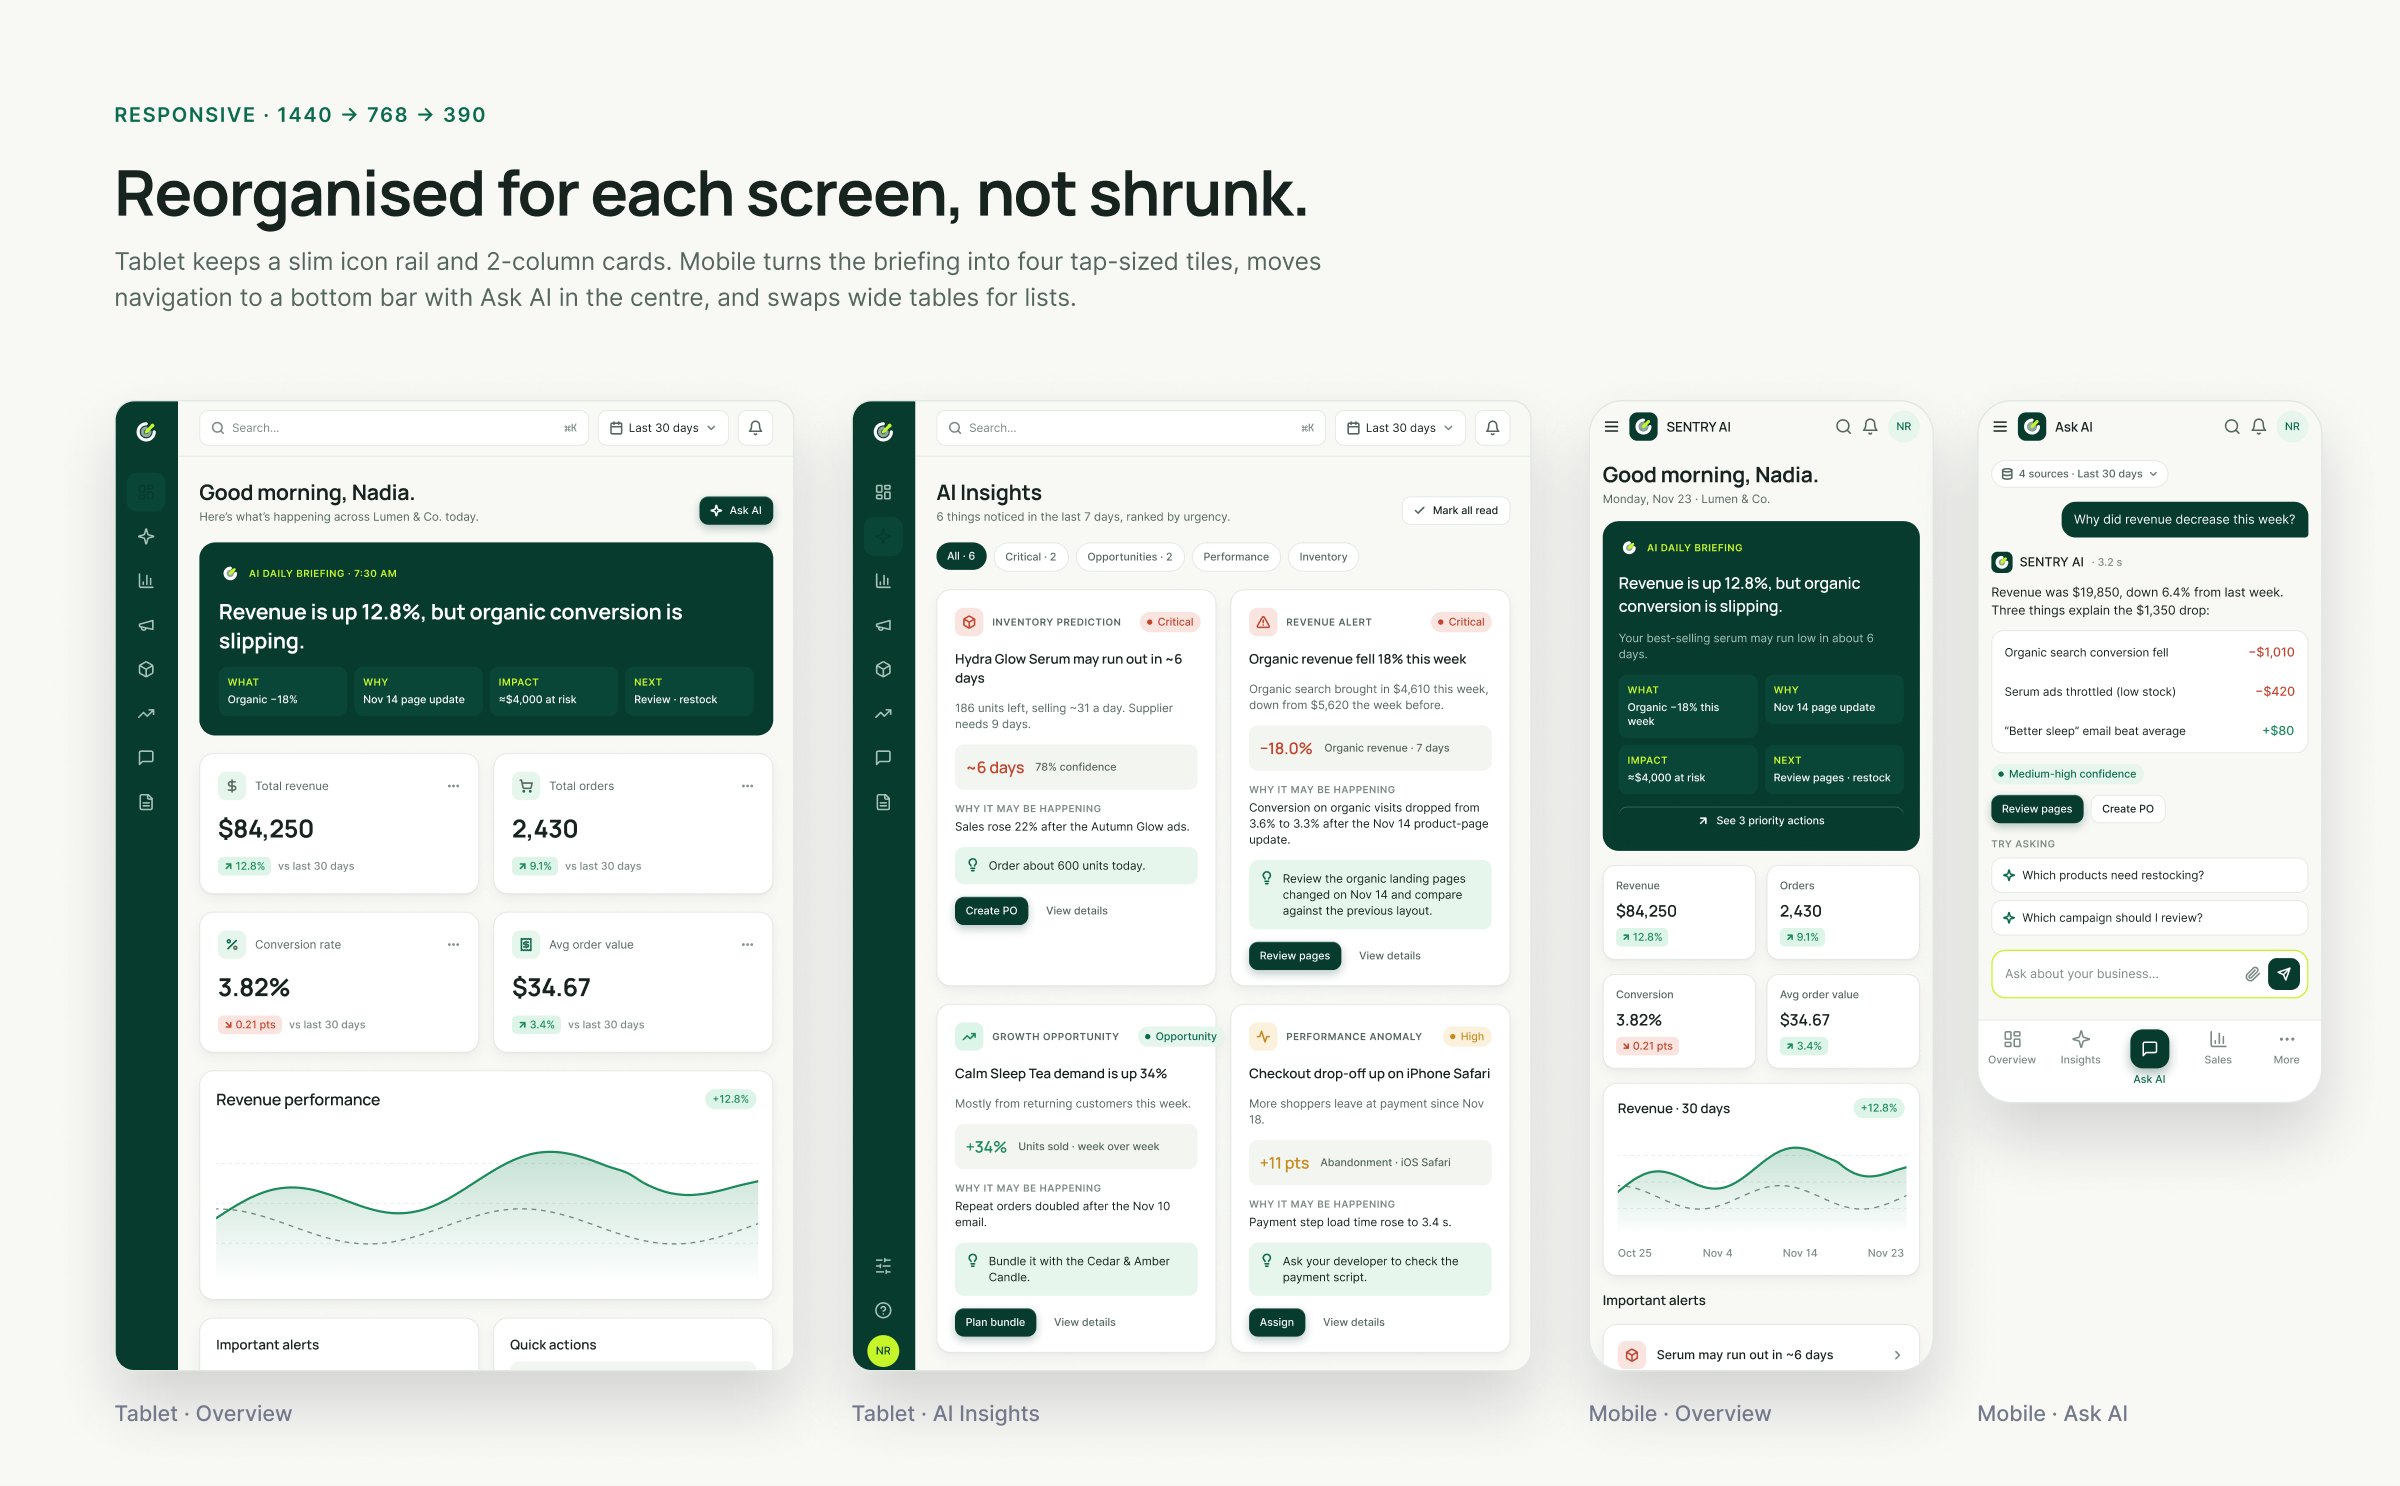 RESPONSIVE · 1440 → 768 → 390
Reorganised for each screen, not shrunk.
Tablet keeps a slim icon rail and 2-column cards. Mobile turns the briefing into four tap-sized tiles, moves
navigation to a bottom bar with Ask AI in the centre, and swaps wide tables for lists.
Search...
⌘K
Last 30 days
Good morning, Nadia.
Here's what's happening across Lumen & Co. today.
Ask AI
AI DAILY BRIEFING · 7:30 AM
Revenue is up 12.8%, but organic conversion is
slipping.
WHAT
Organic −18%
WHY
Nov 14 page update
IMPACT
≈$4,000 at risk
NEXT
Review · restock
Total revenue
$84,250
12.8%
vs last 30 days
Total orders
2,430
9.1%
vs last 30 days
Conversion rate
3.82%
0.21 pts
vs last 30 days
Avg order value
$34.67
3.4%
vs last 30 days
Revenue performance
+12.8%
Important alerts
Quick actions
Tablet · Overview
Search...
⌘K
Last 30 days
AI Insights
6 things noticed in the last 7 days, ranked by urgency.
Mark all read
All · 6
Critical · 2
Opportunities · 2
Performance
Inventory
INVENTORY PREDICTION
Critical
Hydra Glow Serum may run out in ~6
days
186 units left, selling ~31 a day. Supplier
needs 9 days.
~6 days
78% confidence
WHY IT MAY BE HAPPENING
Sales rose 22% after the Autumn Glow ads.
Order about 600 units today.
Create PO
View details
REVENUE ALERT
Critical
Organic revenue fell 18% this week
Organic search brought in $4,610 this week,
down from $5,620 the week before.
−18.0%
Organic revenue · 7 days
WHY IT MAY BE HAPPENING
Conversion on organic visits dropped from
3.6% to 3.3% after the Nov 14 product-page
update.
Review the organic landing pages
changed on Nov 14 and compare
against the previous layout.
Review pages
View details
GROWTH OPPORTUNITY
Opportunity
Calm Sleep Tea demand is up 34%
Mostly from returning customers this week.
+34%
Units sold · week over week
WHY IT MAY BE HAPPENING
Repeat orders doubled after the Nov 10
email.
Bundle it with the Cedar & Amber
Candle.
Plan bundle
View details
PERFORMANCE ANOMALY
High
Checkout drop-off up on iPhone Safari
More shoppers leave at payment since Nov
18.
+11 pts
Abandonment · iOS Safari
WHY IT MAY BE HAPPENING
Payment step load time rose to 3.4 s.
Ask your developer to check the
payment script.
Assign
View details
NR
Tablet · AI Insights
SENTRY AI
NR
Good morning, Nadia.
Monday, Nov 23 · Lumen & Co.
AI DAILY BRIEFING
Revenue is up 12.8%, but organic
conversion is slipping.
Your best-selling serum may run low in about 6
days.
WHAT
Organic −18% this
week
WHY
Nov 14 page update
IMPACT
≈$4,000 at risk
NEXT
Review pages · restock
See 3 priority actions
Revenue
$84,250
12.8%
Orders
2,430
9.1%
Conversion
3.82%
0.21 pts
Avg order value
$34.67
3.4%
Revenue · 30 days
+12.8%
Oct 25
Nov 4
Nov 14
Nov 23
Important alerts
Serum may run out in ~6 days
Mobile · Overview
Ask AI
NR
4 sources · Last 30 days
Why did revenue decrease this week?
SENTRY AI · 3.2 s
Revenue was $19,850, down 6.4% from last week.
Three things explain the $1,350 drop:
Organic search conversion fell
−$1,010
Serum ads throttled (low stock)
−$420
“Better sleep” email beat average
+$80
Medium-high confidence
Review pages
Create PO
TRY ASKING
Which products need restocking?
Which campaign should I review?
Ask about your business...
Overview
Insights
Ask AI
Sales
More
Mobile · Ask AI